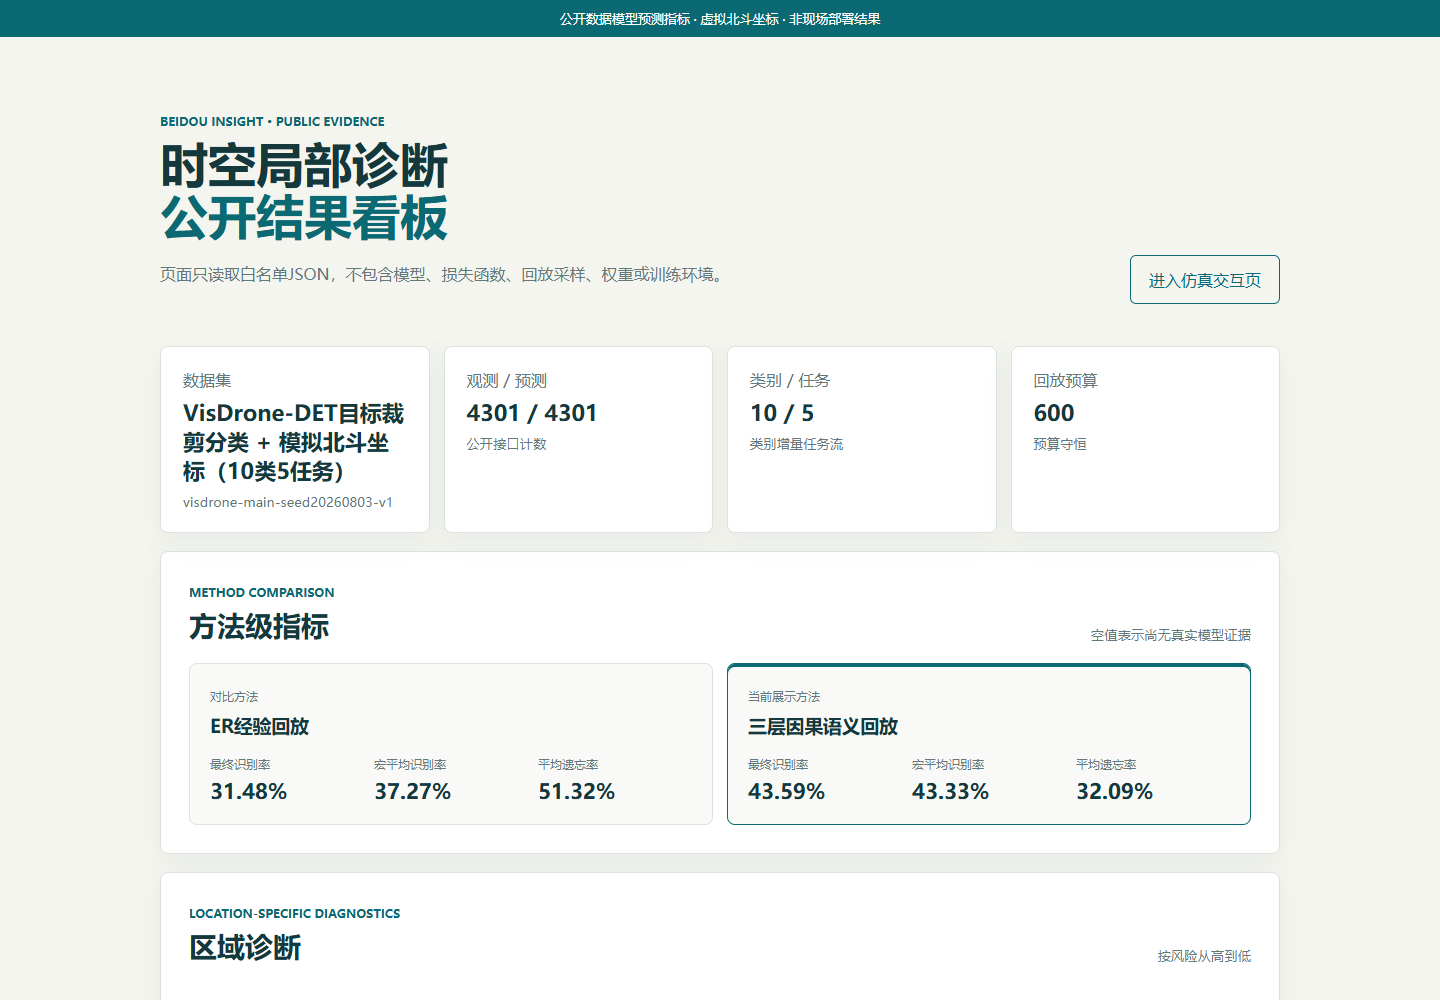 公开数据模型预测指标 · 虚拟北斗坐标 · 非现场部署结果
BEIDOU INSIGHT • PUBLIC EVIDENCE
时空局部诊断
公开结果看板
页面只读取白名单JSON，不包含模型、损失函数、回放采样、权重或训练环境。
进入仿真交互页
数据集
VisDrone-DET目标裁
剪分类 + 模拟北斗坐
标（10类5任务）
visdrone-main-seed20260803-v1
观测 / 预测
4301 / 4301
公开接口计数
类别 / 任务
10 / 5
类别增量任务流
回放预算
600
预算守恒
METHOD COMPARISON
方法级指标
空值表示尚无真实模型证据
对比方法
ER经验回放
最终识别率 宏平均识别率 平均遗忘率
31.48% 37.27% 51.32%
当前展示方法
三层因果语义回放
最终识别率 宏平均识别率 平均遗忘率
43.59% 43.33% 32.09%
LOCATION-SPECIFIC DIAGNOSTICS
区域诊断
按风险从高到低